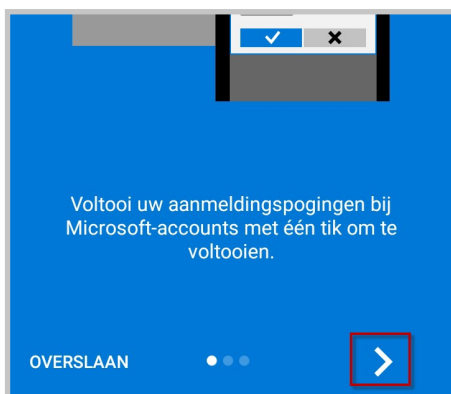 Voltooi uw aanmeldingspogingen bij
Microsoft-accounts met één tik om te
voltooien.
OVERSLAAN